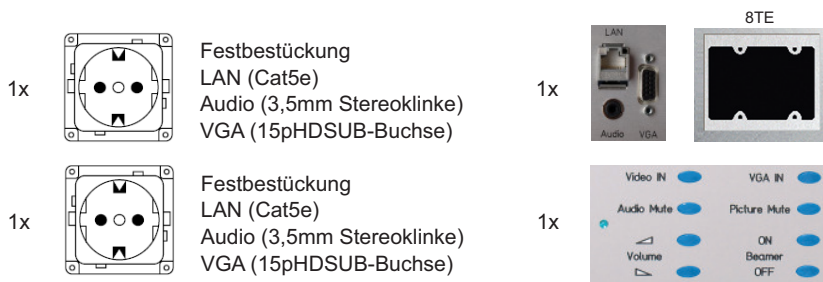 8TE
1x
Festbestückung
LAN (Cat5e)
Audio (3,5mm Stereoklinke)
VGA (15pHDSUB-Buchse)
1x
LAN
Audio VGA
1x
Festbestückung
LAN (Cat5e)
Audio (3,5mm Stereoklinke)
VGA (15pHDSUB-Buchse)
1x
Video IN VGA IN
Audio Mute Picture Mute
ON
Volume Beamer
OFF